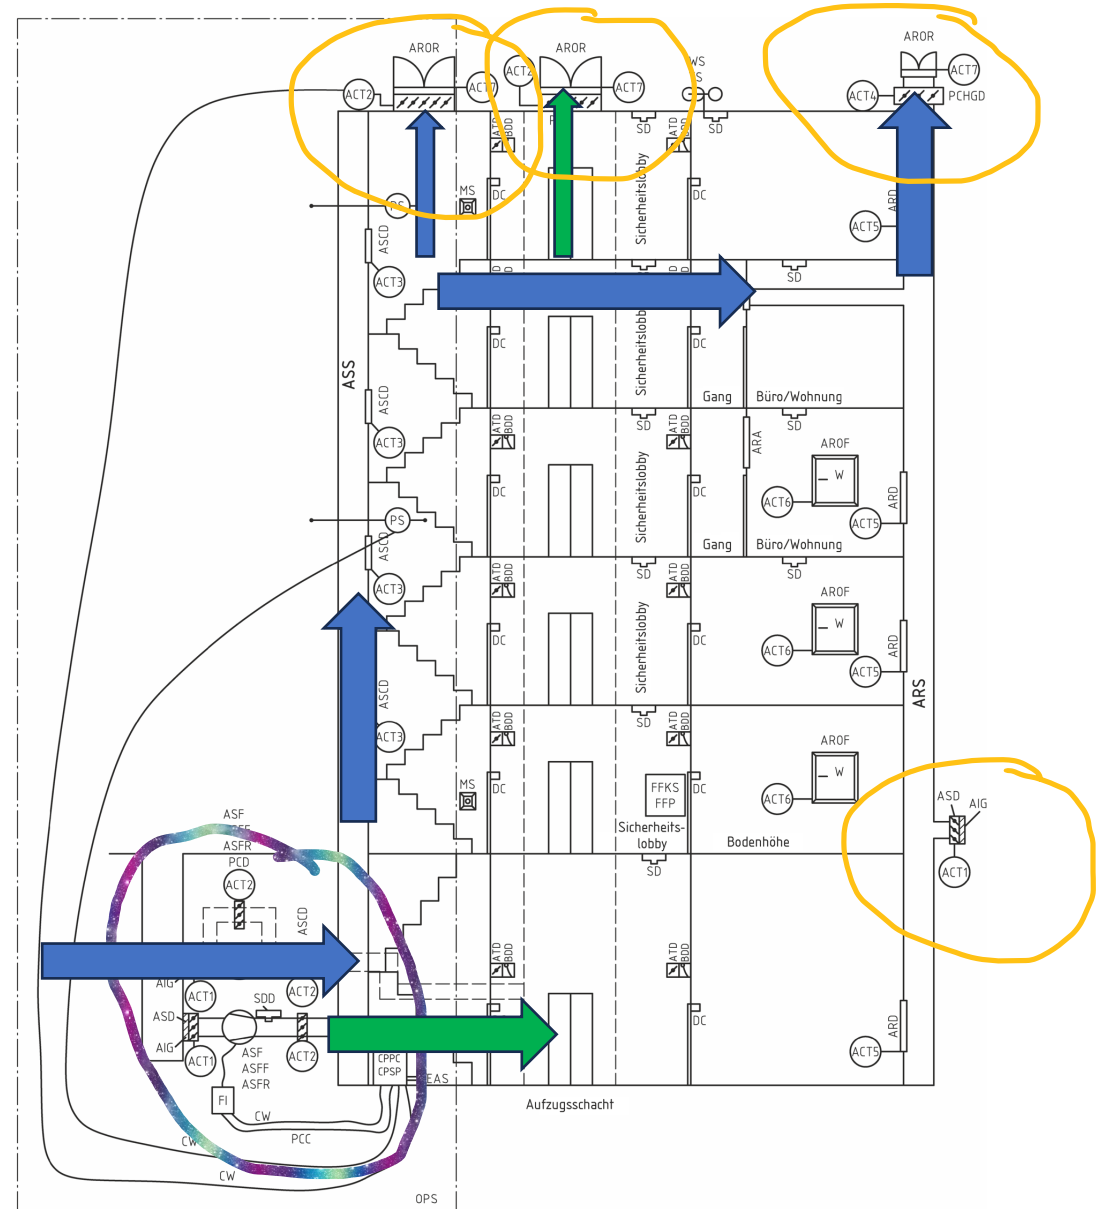 AROR
ACT2
ACT7
AROR
ACT2
ACT7
WS
AROR
ACT7
ACT4
PCHGD
ATD
BDD
SD
ATD
BDD
SD
PS
MS
DC
Sicherheitslobby
DC
ARD
ACT5
ASCD
ACT3
SD
SD
ASS
DC
Sicherheitslobby
DC
Gang
Büro/Wohnung
ASCD
ACT3
ATD
BDD
SD
ATD
BDD
SD
ARA
AROF
W
DC
Sicherheitslobby
DC
ACT6
ARD
ACT5
PS
Gang
Büro/Wohnung
ASCD
ACT3
ATD
BDD
SD
ATD
BDD
SD
AROF
W
DC
Sicherheitslobby
DC
ACT6
ARD
ACT5
ASCD
ACT3
ATD
BDD
SD
ATD
BDD
ARS
AROF
W
MS
DC
FFKS
FFP
DC
ACT6
ASD
AIG
Sicherheits-
lobby
Bodenhöhe
ACT1
ASF
ASFR
PCD
ACT2
SD
ASCD
ATD
BDD
ATD
BDD
AIG
ACT1
ACT2
SDD
ASD
AIG
DC
ARD
ACT1
ASF
ASFF
ASFR
ACT2
CPPC
CPSP
ACT5
EAS
FI
CW
PCC
Aufzugsschacht
CW
CW
OPS